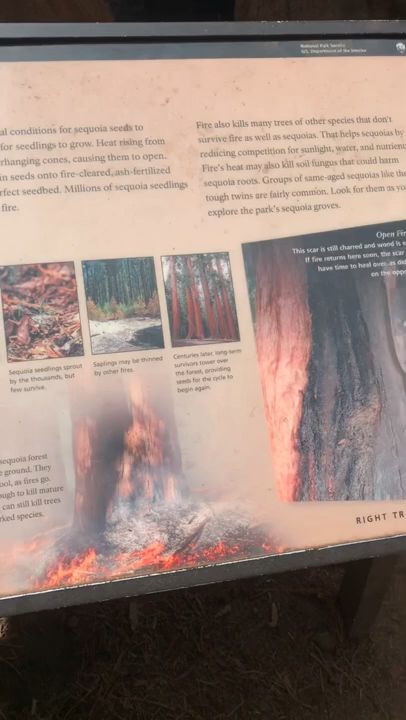 National Park Service
U.S. Department of the Interior
al conditions for sequoia seeds to
for seedlings to grow. Heat rising from
rhanging cones, causing them to open.
in seeds onto fire-cleared, ash-fertilized
rfect seedbed. Millions of sequoia seedlings
fire.
Fire also kills many trees of other species that don't
survive fire as well as sequoias. That helps sequoias by
reducing competition for sunlight, water, and nutrien
Fire's heat may also kill soil fungus that could harm
sequoia roots. Groups of same-aged sequoias like the
tough twins are fairly common. Look for them as yo
explore the park's sequoia groves.
Sequoia seedlings sprout
by the thousands, but
few survive.
Saplings may be thinned
by other fires.
Centuries later, long-term
survivors tower over
the forest, providing
seeds for the cycle to
begin again.
Open Fir
This scar is still charred and wood is e
If fire returns here soon, the scar
have time to heal over, as did
on the oppo
sequoia forest
e ground. They
ool, as fires go.
ough to kill mature
can still kill trees
rked species.
RIGHT TR